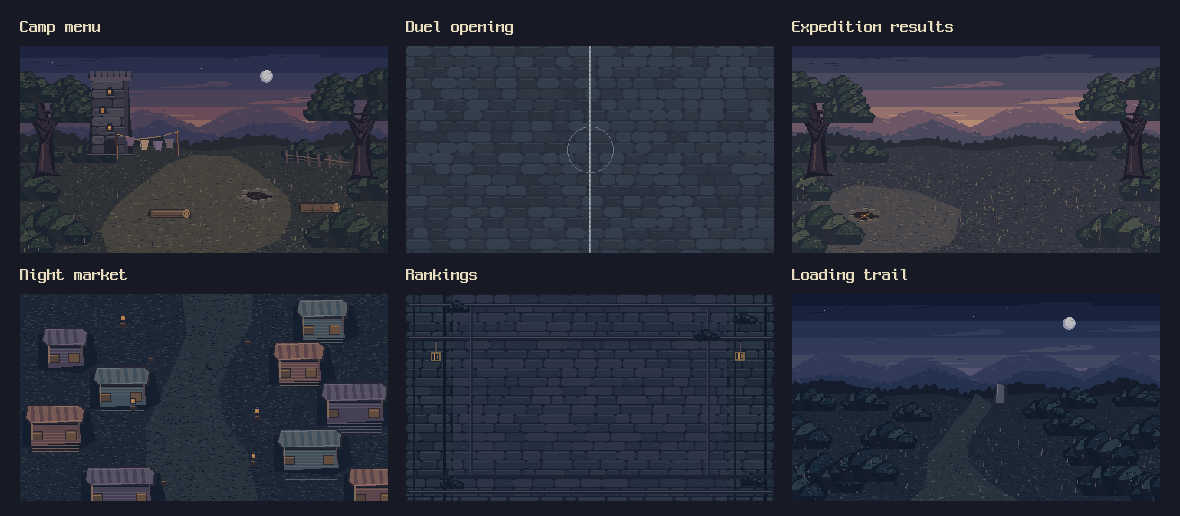 Camp menu
Duel opening
Expedition results
Night market
Rankings
Loading trail